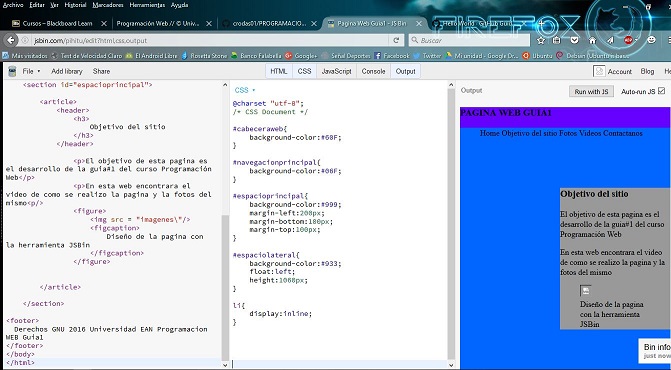 Archivo Editar Ver Historial Marcadores Herramientas Ayuda
Cursos – Blackboard Learn
Programación Web // © Univer
crodas01/PROGRAMACIO
Pagina Web Guia1 - JS Bin
Hello World · GitHub Guid
FIREFOX
jsbin.com/pihitu/edit?html,css,output
Buscar
Más visitados Test de Velocidad Claro El Android Libre Rosetta Stone Banco Falabella Google+ Señal Deportes Facebook Twitter Mi unidad - Google Dr... Ubuntu Debian
File Add library Share
HTML CSS JavaScript Console Output
Account Blog He
<section id="espacioprincipal">
<article>
<header>
<h3>
Objetivo del sitio
</h3>
</header>
<p>El objetivo de esta pagina es
el desarrollo de la guia#1 del curso Programación
Web</p>
<p>En esta web encontrara el
video de como se realizo la pagina y la fotos del
mismo<p/>
<figure>
<img src = "imagenes\"/>
<figcaption>
Diseño de la pagina con
la herramienta JSBin
</figcaption>
</figure>
</article>
</section>
<footer>
Derechos GNU 2016 Universidad EAN Programacion
WEB Guia1
</footer>
</body>
</html>
CSS
@charset "utf-8";
/* CSS Document */
#cabeceraweb{
background-color:#60F;
}
#navegacionprincipal{
background-color:#06F;
}
#espacioprincipal{
background-color:#999;
margin-left:200px;
margin-bottom:100px;
margin-top:100px;
}
#espaciolateral{
background-color:#933;
float:left;
height:1060px;
}
li{
display:inline;
}
Output
Run with JS
Auto-run JS
PAGINA WEB GUIA1
Home Objetivo del sitio Fotos Videos Contactanos
Objetivo del sitio
El objetivo de esta pagina es el
desarrollo de la guia#1 del curso
Programación Web
En esta web encontrara el video
de como se realizo la pagina y la
fotos del mismo
Diseño de la pagina
con la herramienta
JSBin
Bin info
just now